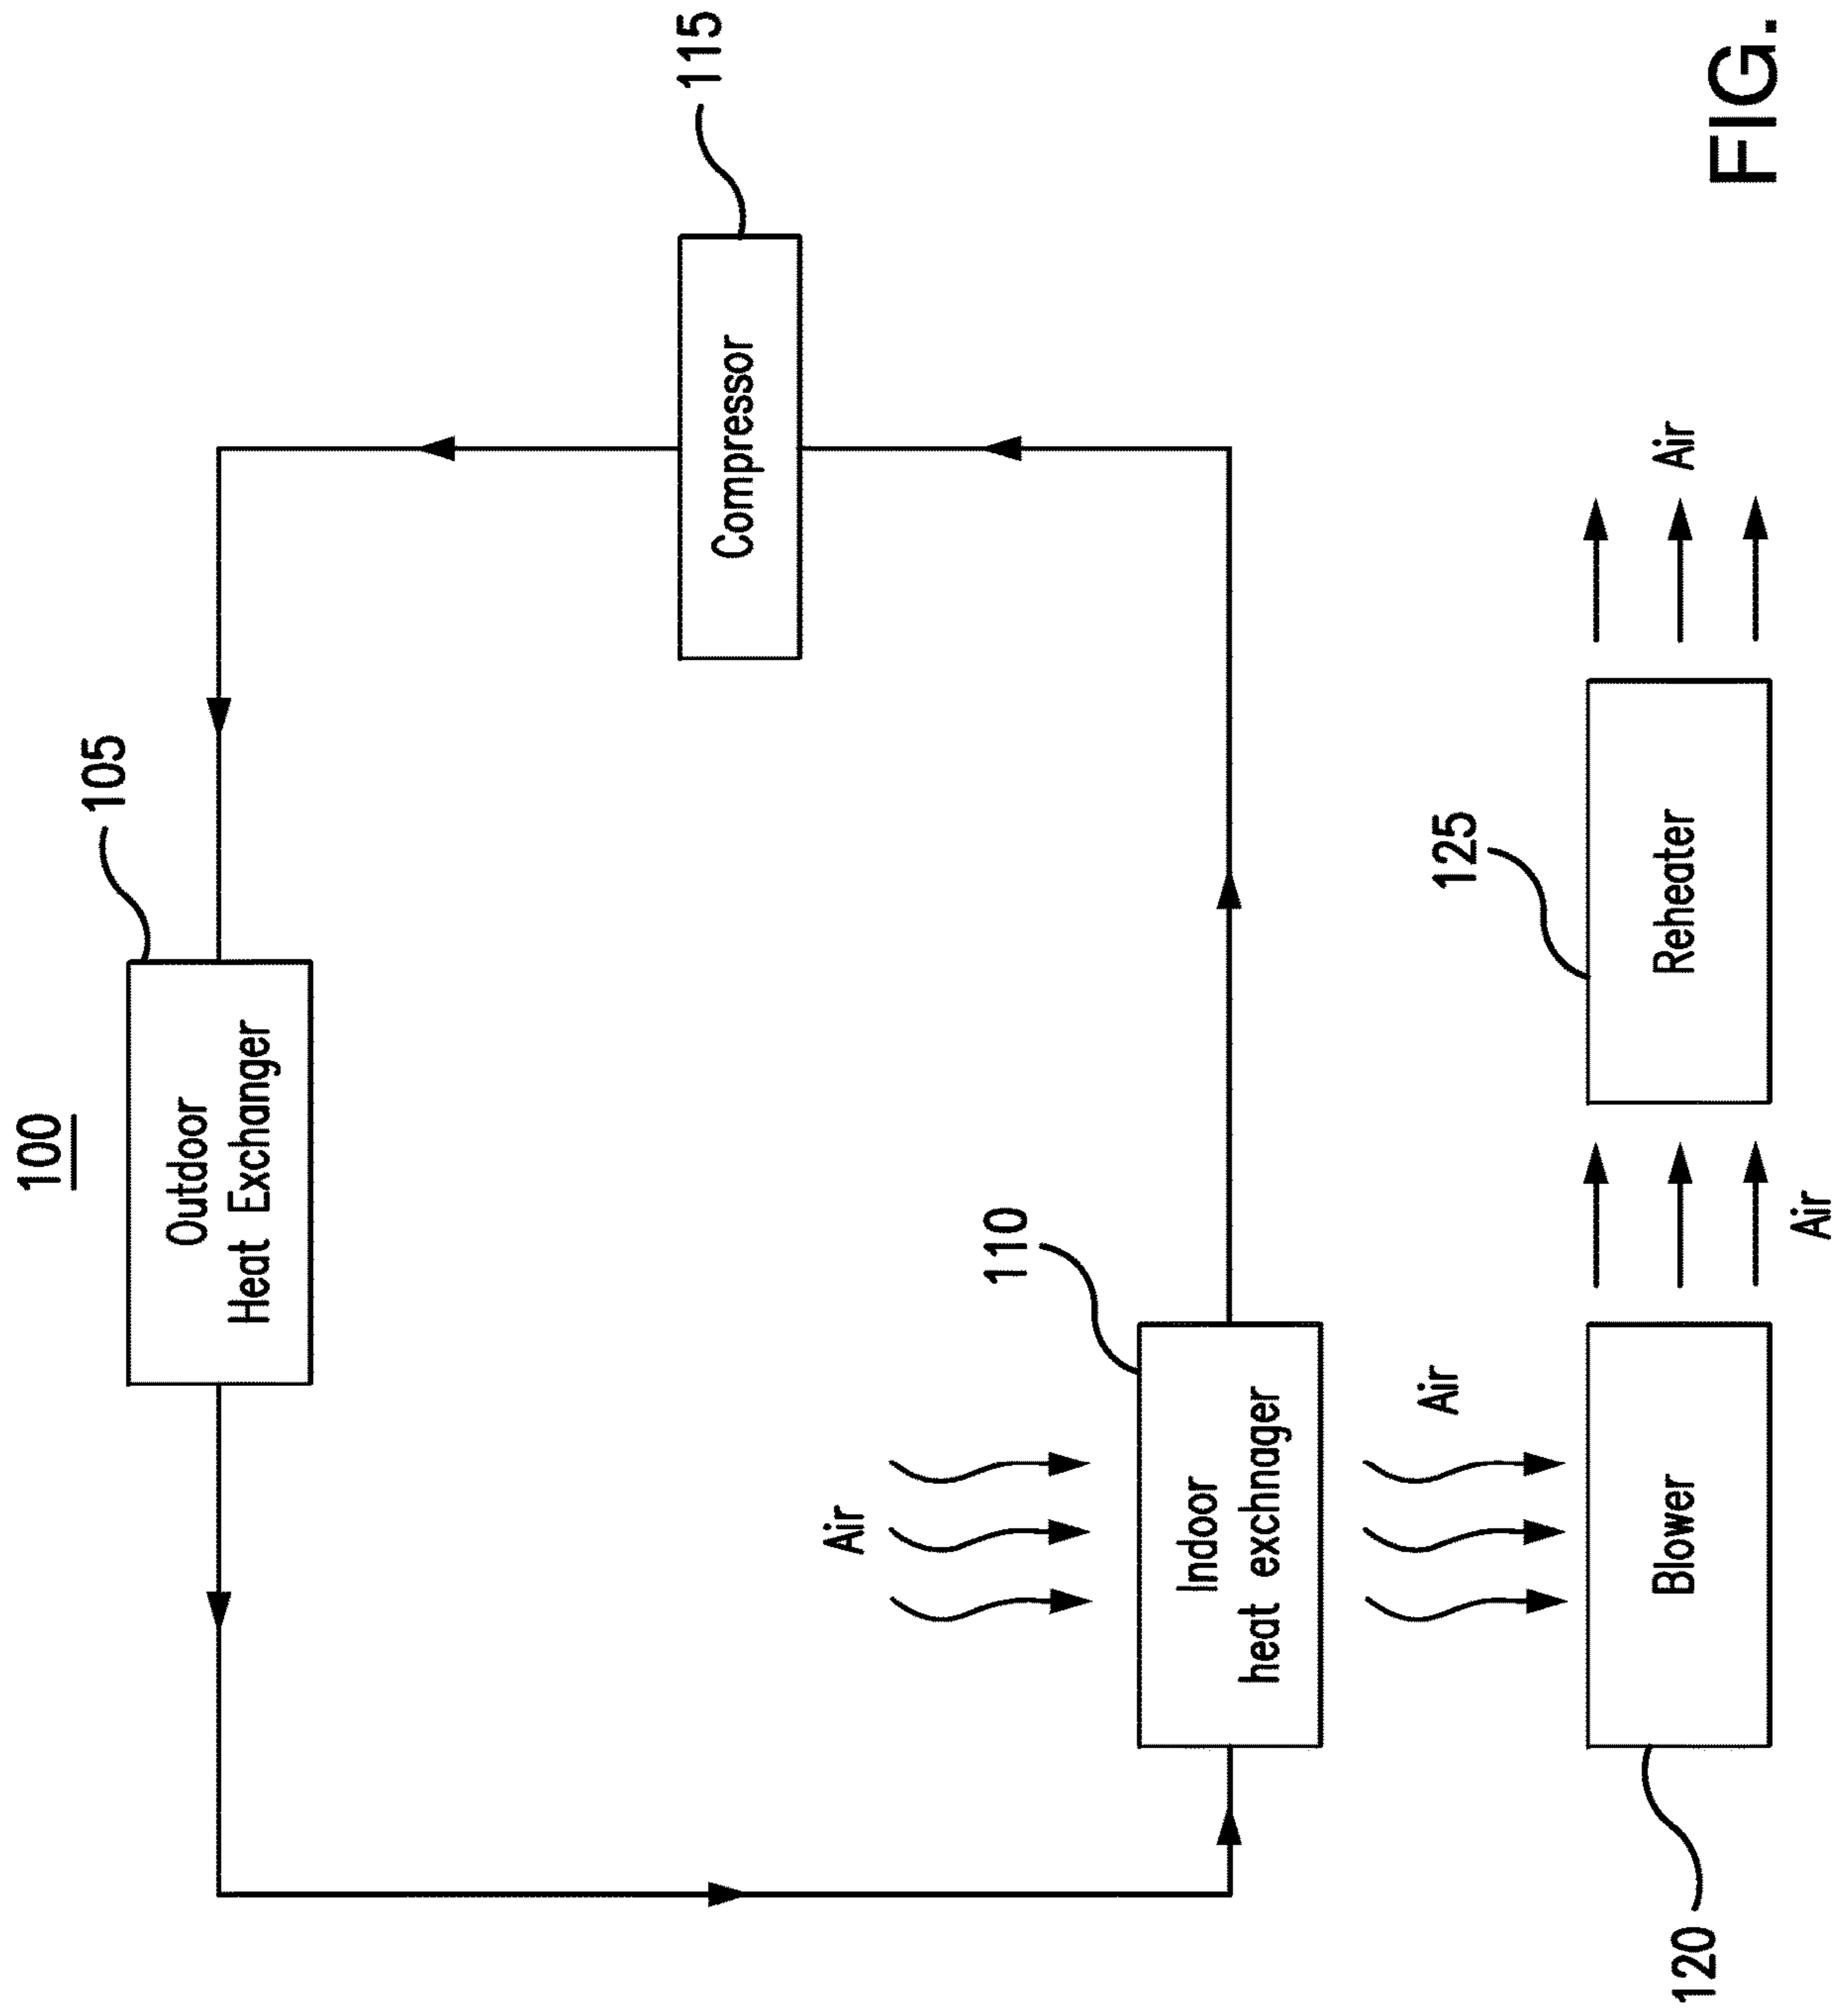 100
105
Outdoor
Heat Exchanger
115
Compressor
Air
110
Indoor
heat exchnager
Air
125
Blower
Reheater
Air
Air
120
FIG.